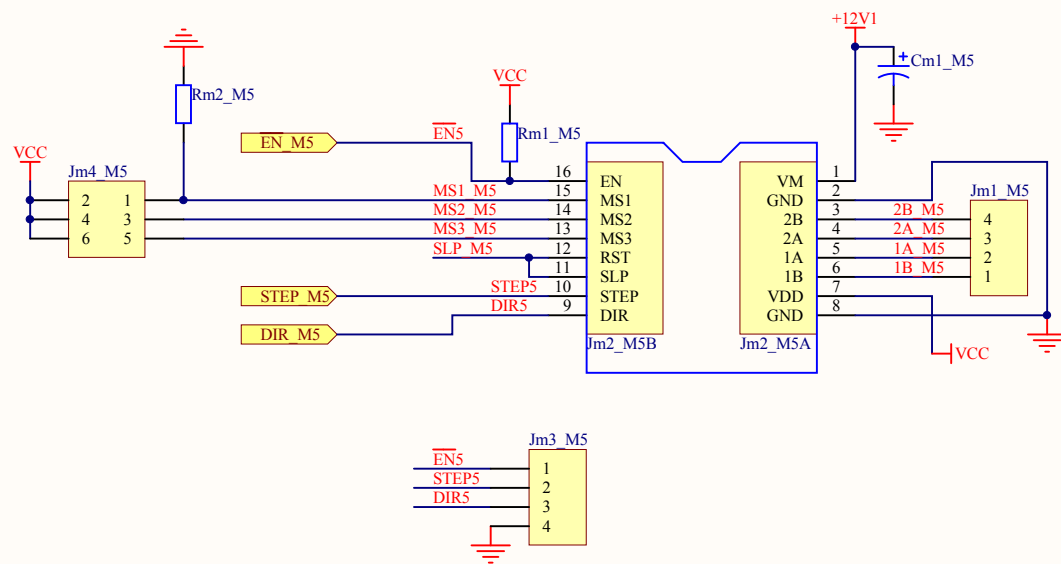 +12V1
Cm1_M5
Rm2_M5
VCC
Rm1_M5
EN5
EN_M5
VCC
Jm4_M5
2 1
4 3
6 5
MS1_M5
MS2_M5
MS3_M5
SLP_M5
STEP_M5
STEP5
DIR_M5
DIR5
16 EN
15 MS1
14 MS2
13 MS3
12 RST
11 SLP
10 STEP
9 DIR
Jm2_M5B
VM 1
GND 2
2B 3
2A 4
1A 5
1B 6
VDD 7
GND 8
Jm2_M5A
Jm1_M5
2B_M5 4
2A_M5 3
1A_M5 2
1B_M5 1
VCC
Jm3_M5
EN5 1
STEP5 2
DIR5 3
4